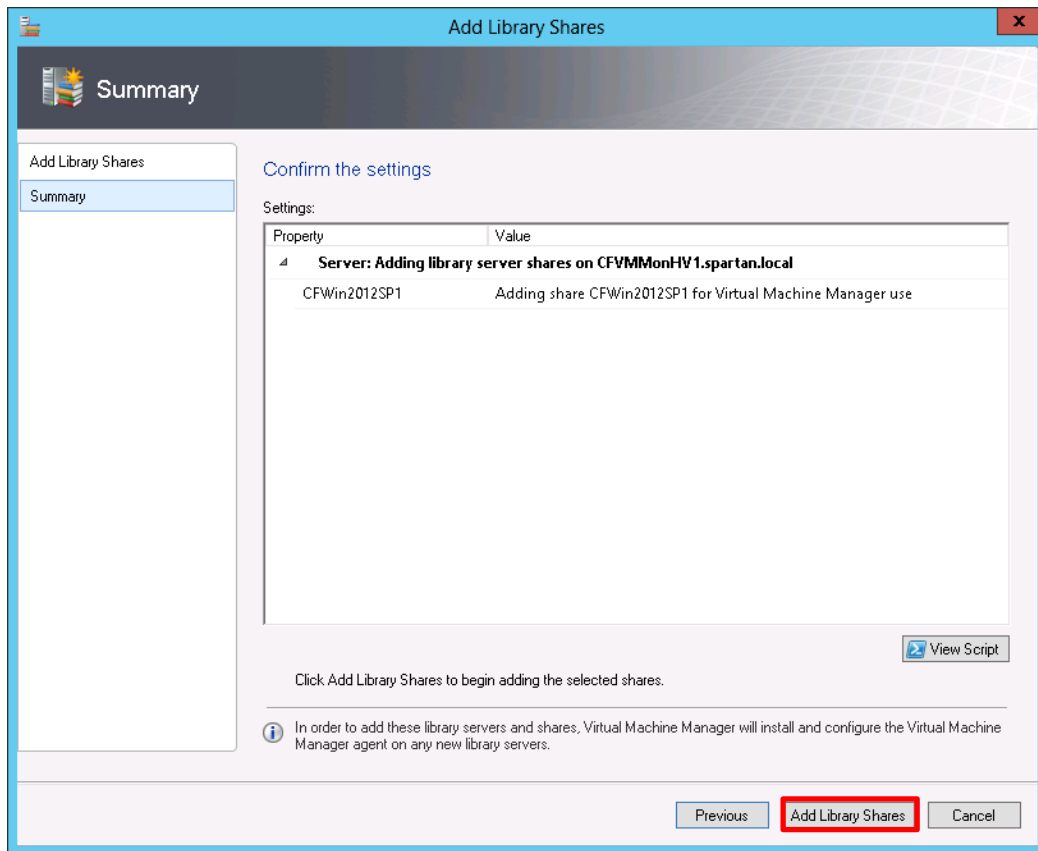 Add Library Shares
x
Summary
Add Library Shares
Summary
Confirm the settings
Settings:
Property Value
Server: Adding library server shares on CFVMMonHV1.spartan.local
CFWin2012SP1 Adding share CFWin2012SP1 for Virtual Machine Manager use
View Script
Click Add Library Shares to begin adding the selected shares.
In order to add these library servers and shares, Virtual Machine Manager will install and configure the Virtual Machine
Manager agent on any new library servers.
Previous Add Library Shares Cancel